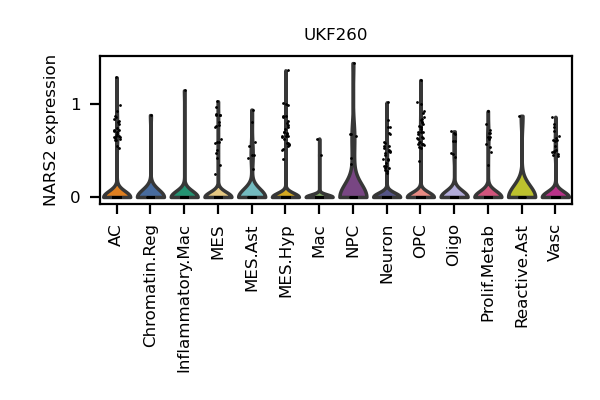 UKF260
NARS2 expression
1
0
AC
Chromatin.Reg
Inflammatory.Mac
MES
MES.Ast
MES.Hyp
Mac
NPC
Neuron
OPC
Oligo
Prolif.Metab
Reactive.Ast
Vasc